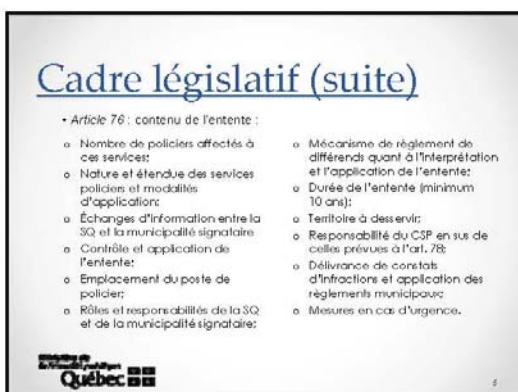 Cadre législatif (suite)
• Article 76 : contenu de l'entente :
o Nombre de policiers affectés à
ces services;
o Nature et étendue des services
policiers et modalités
d'application;
o Échanges d'information entre la
SQ et la municipalité signataire
o Contrôle et application de
l'entente;
o Emplacement du poste de
policier;
o Rôles et responsabilités de la SQ
et de la municipalité signataire;
o Mécanisme de règlement de
différends quant à l'interprétation
et l'application de l'entente;
o Durée de l'entente (minimum
10 ans);
o Territoire à desservir;
o Responsabilité du CSP en sus de
celles prévues à l'art. 78;
o Délivrance de constats
d'infractions et application des
règlements municipaux;
o Mesures en cas d'urgence.
Québec